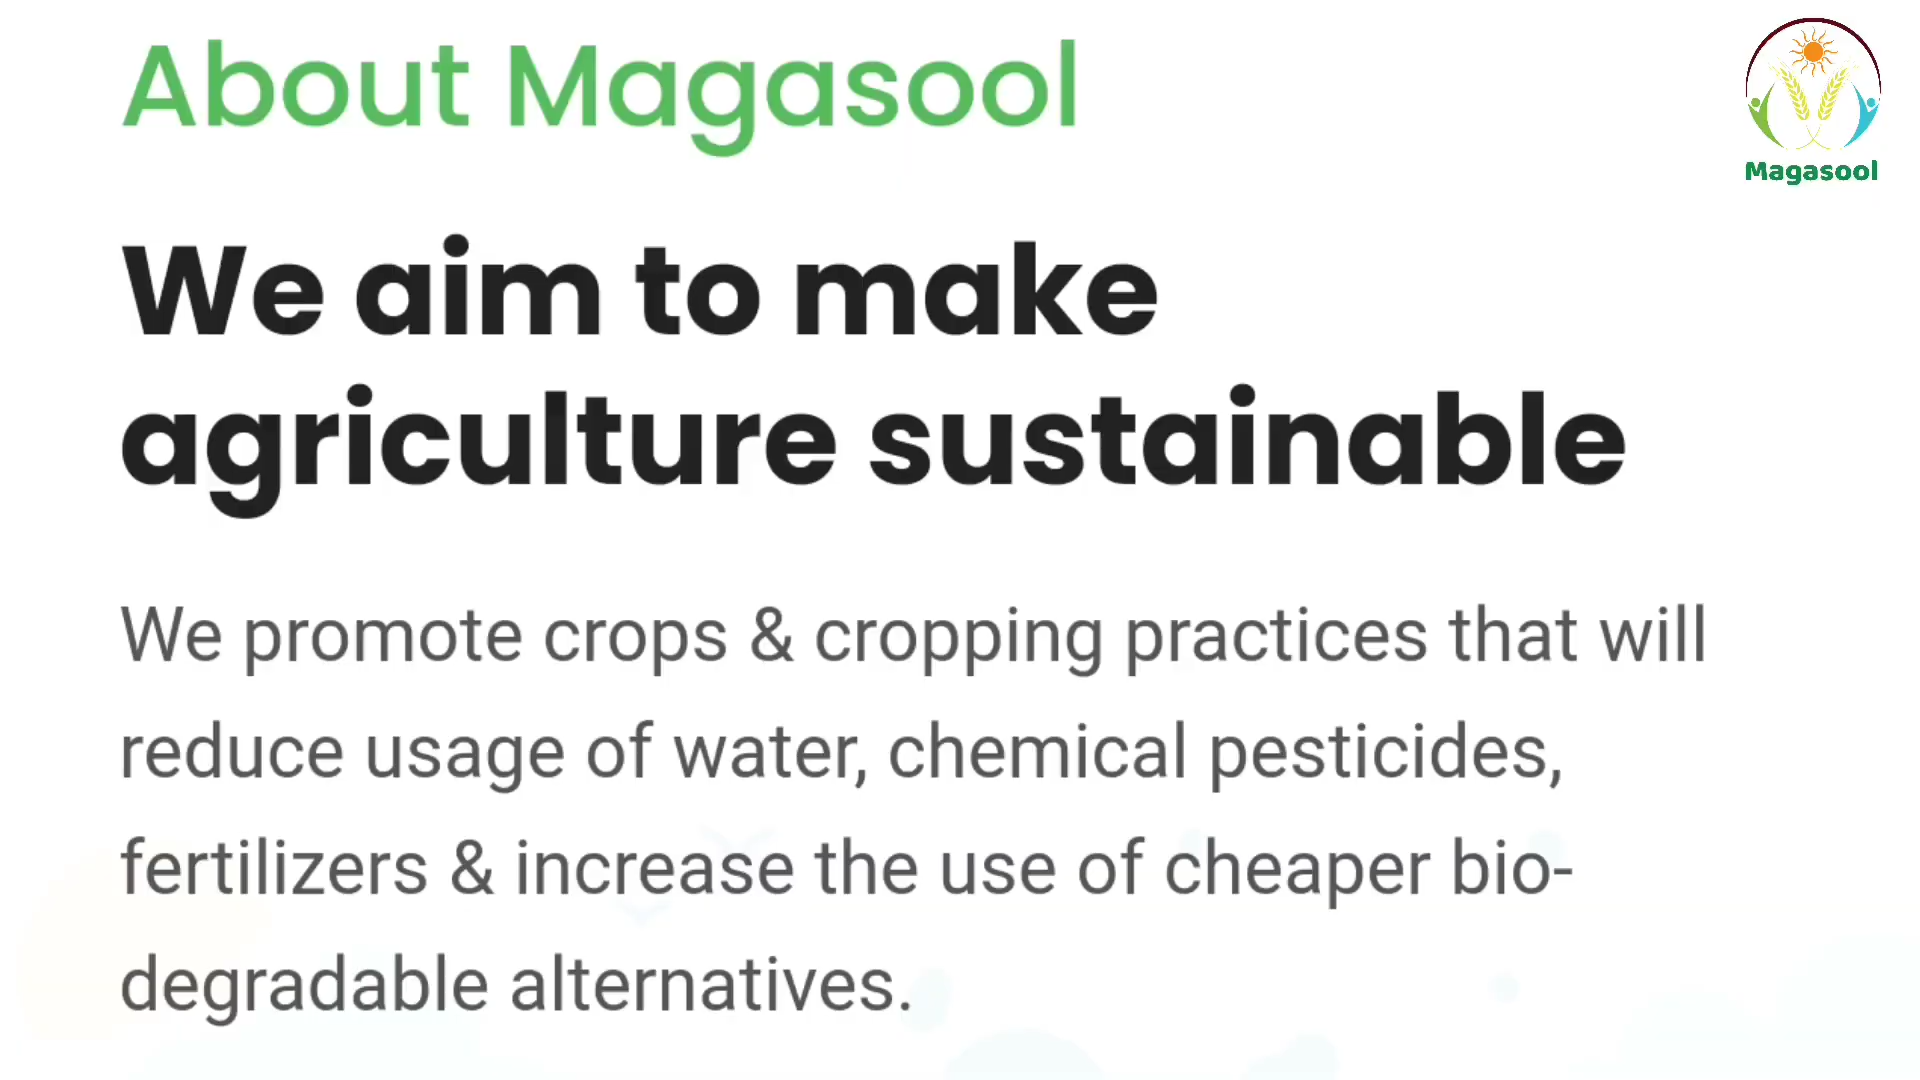 About Magasool
Magasool
We aim to make
agriculture sustainable
We promote crops & cropping practices that will
reduce usage of water, chemical pesticides,
fertilizers & increase the use of cheaper bio-
degradable alternatives.